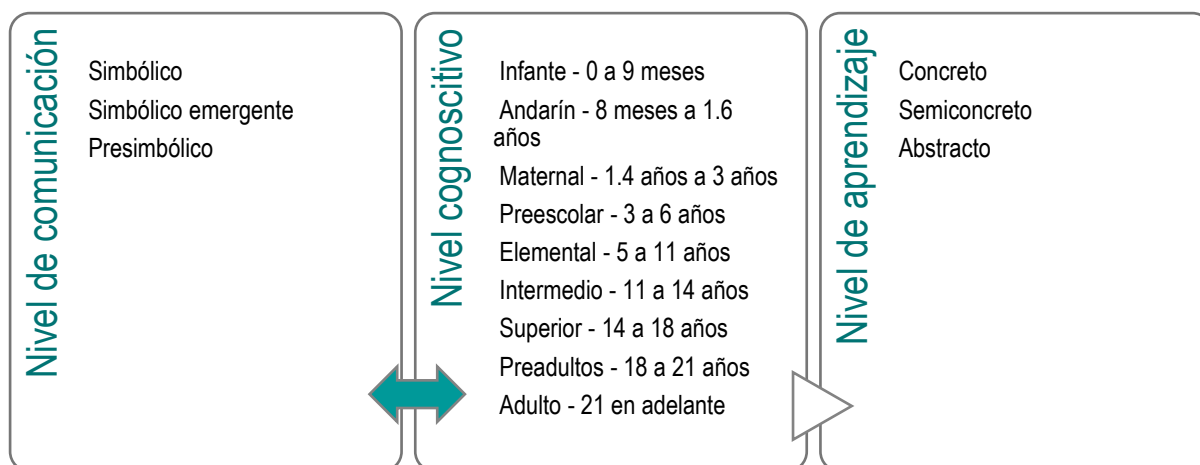 Nivel de comunicación
Simbólico
Simbólico emergente
Presimbólico
Nivel cognoscitivo
Infante - 0 a 9 meses
Andarín - 8 meses a 1.6
años
Maternal - 1.4 años a 3 años
Preescolar - 3 a 6 años
Elemental - 5 a 11 años
Intermedio - 11 a 14 años
Superior - 14 a 18 años
Preadultos - 18 a 21 años
Adulto - 21 en adelante
Nivel de aprendizaje
Concreto
Semiconcreto
Abstracto